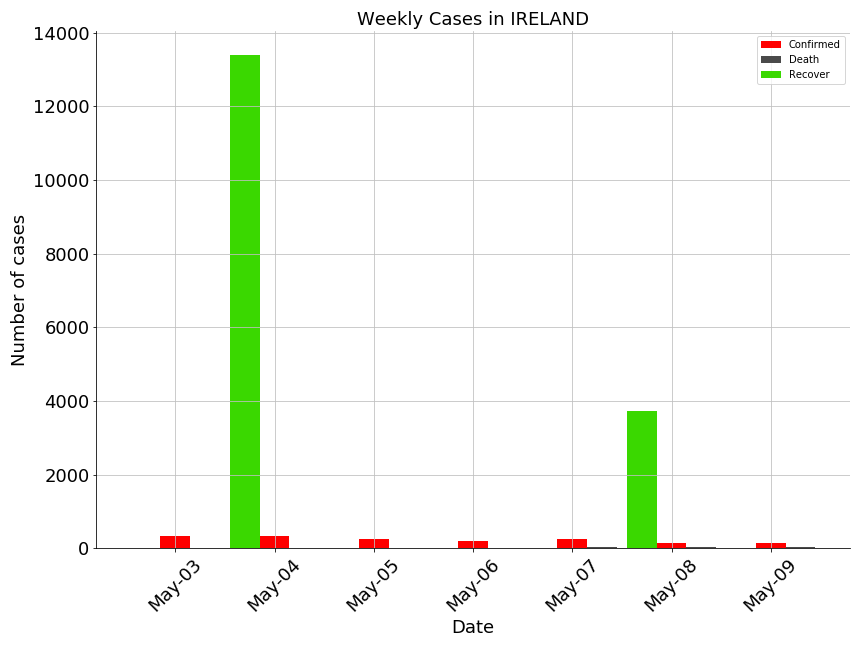 Weekly Cases in IRELAND
Confirmed
Death
Recover
Number of cases
14000
12000
10000
8000
6000
4000
2000
0
May-03
May-04
May-05
May-06
May-07
May-08
May-09
Date